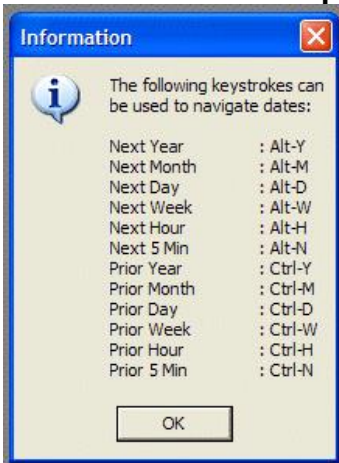 Information
The following keystrokes can
be used to navigate dates:
Next Year : Alt-Y
Next Month : Alt-M
Next Day : Alt-D
Next Week : Alt-W
Next Hour : Alt-H
Next 5 Min : Alt-N
Prior Year : Ctrl-Y
Prior Month : Ctrl-M
Prior Day : Ctrl-D
Prior Week : Ctrl-W
Prior Hour : Ctrl-H
Prior 5 Min : Ctrl-N
OK